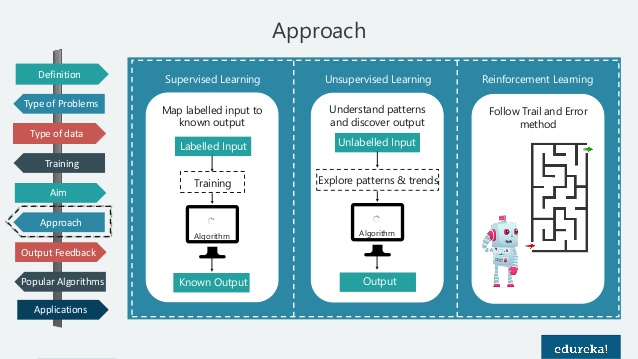 Approach
Definition
Type of Problems
Type of data
Training
Aim
Approach
Output Feedback
Popular Algorithms
Applications
Supervised Learning
Map labelled input to
known output
Labelled Input
Training
Algorithm
Known Output
Unsupervised Learning
Understand patterns
and discover output
Unlabelled Input
Explore patterns & trends
Algorithm
Output
Reinforcement Learning
Follow Trail and Error
method
edureka!